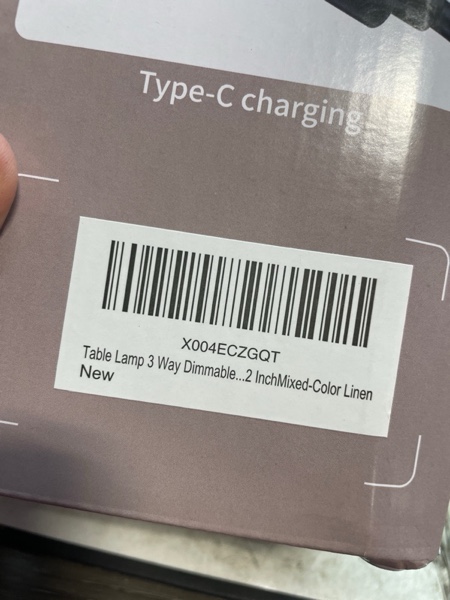 Type-C charging
X004ECZGQT
Table Lamp 3 Way Dimmable...2 InchMixed-Color Linen
New